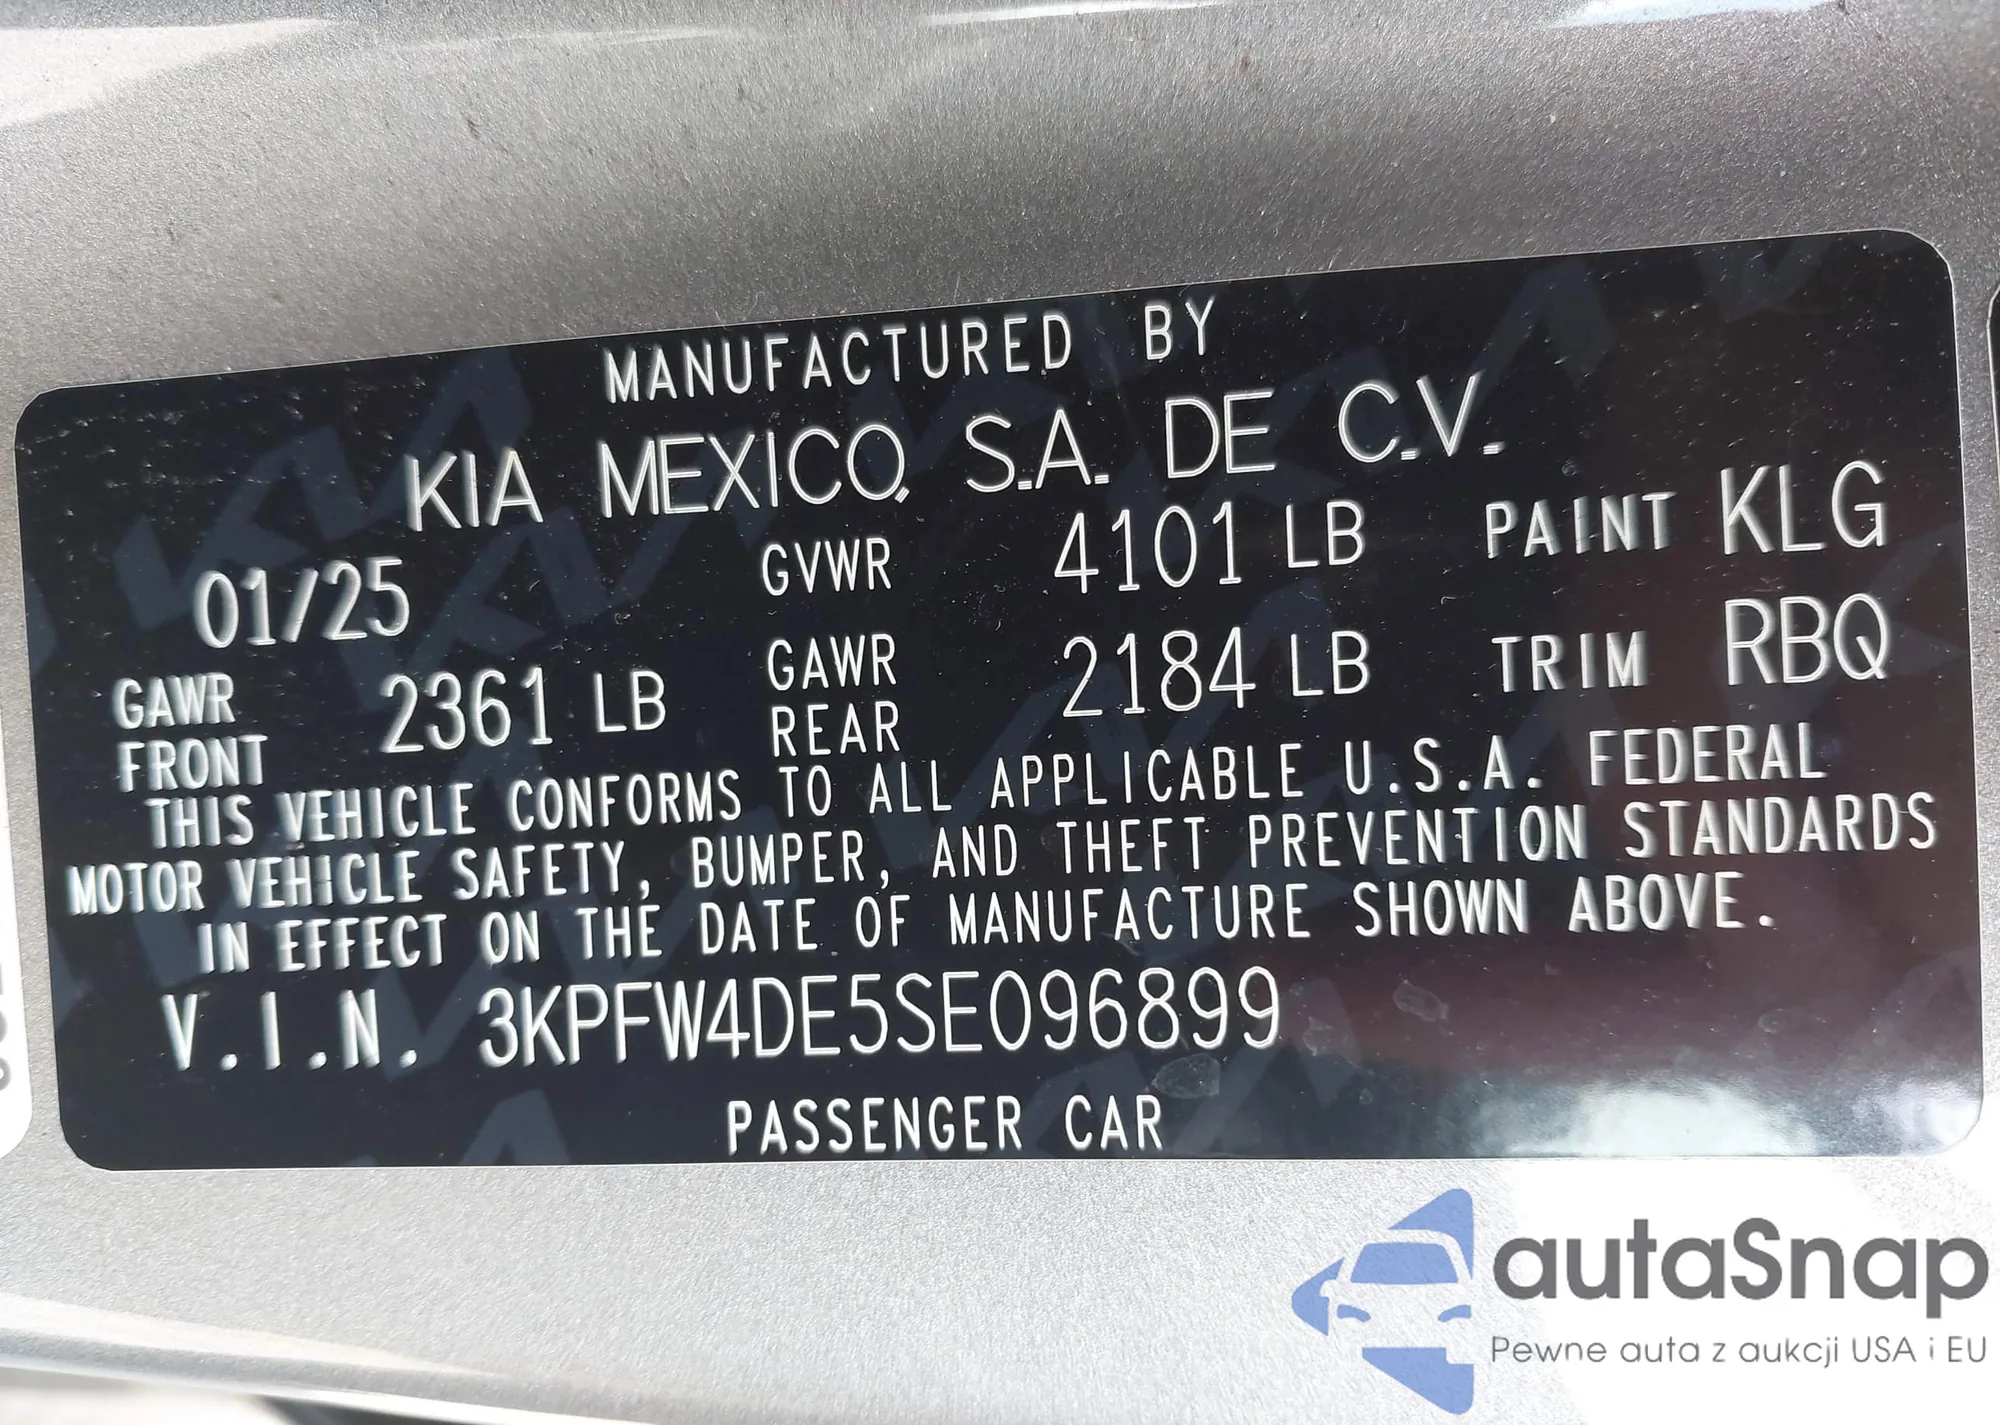 MANUFACTURED BY
KIA MEXICO, S.A. DE C.V.
01/25 GVWR 4101 LB PAINT KLG
GAWR FRONT 2361 LB GAWR REAR 2184 LB TRIM RBQ
THIS VEHICLE CONFORMS TO ALL APPLICABLE U.S.A. FEDERAL
MOTOR VEHICLE SAFETY, BUMPER, AND THEFT PREVENTION STANDARDS
IN EFFECT ON THE DATE OF MANUFACTURE SHOWN ABOVE.
V.I.N. 3KPFW4DE5SE096899
PASSENGER CAR
autaSnap
Pewne auta z aukcji USA i EU